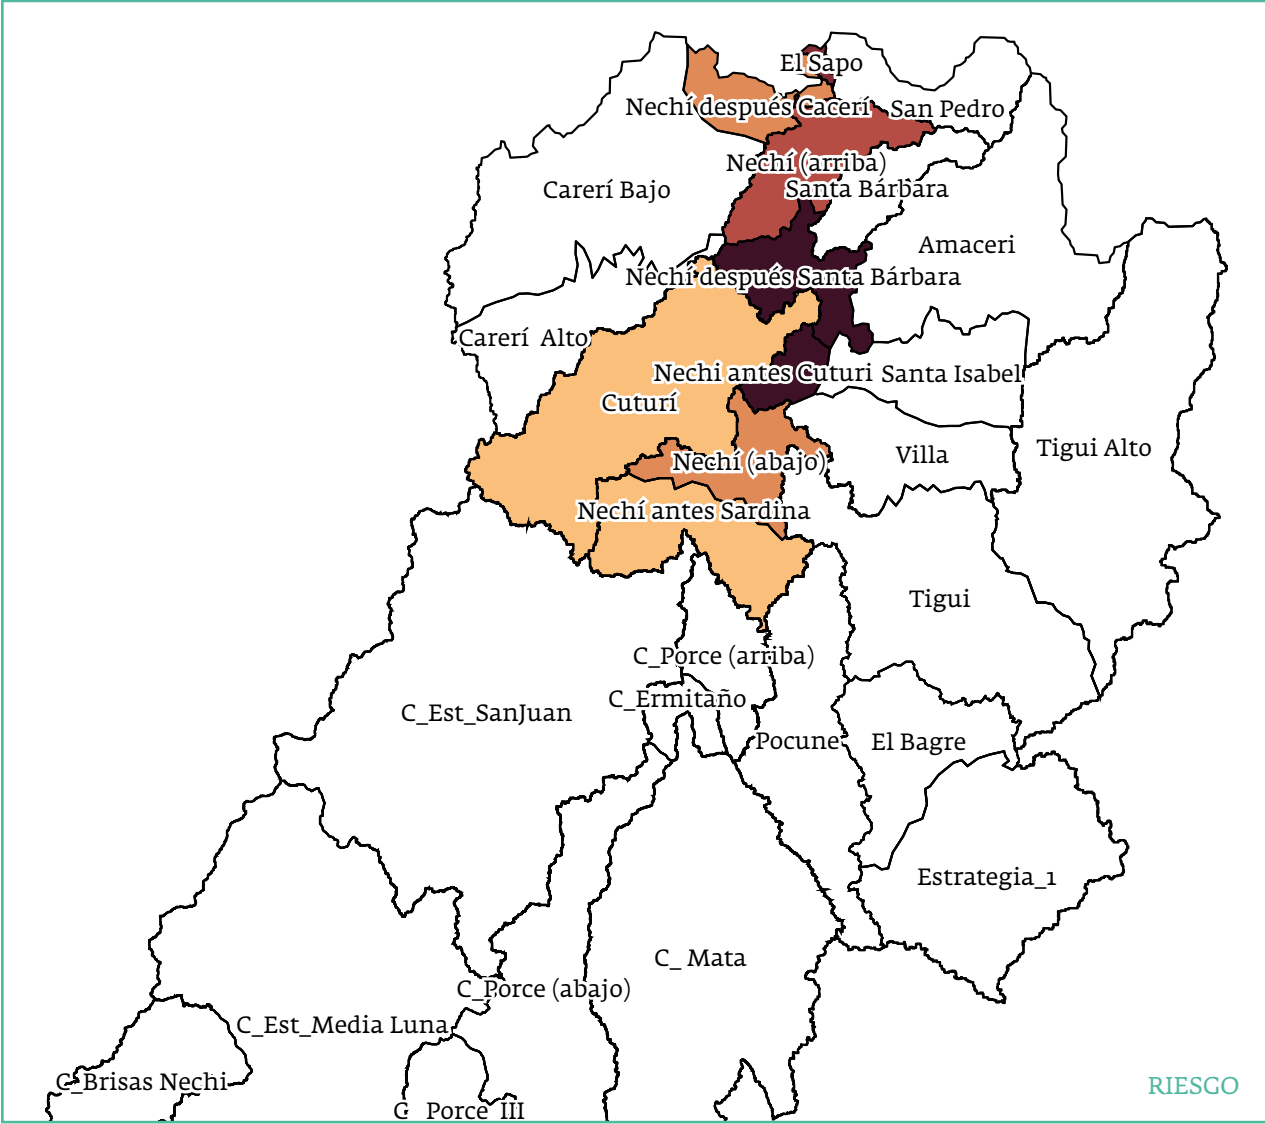 El Sapo
Nechí después Cacerí
San Pedro
Nechí (arriba)
Carerí Bajo
Santa Bárbara
Amaceri
Nechí después Santa Bárbara
Carerí Alto
Nechi antes Cuturi
Santa Isabel
Cuturí
Tigui Alto
Villa
Nechí (abajo)
Nechí antes Sardina
Tigui
C_Porce (arriba)
C_Ermitaño
C_Est_SanJuan
Pocune
El Bagre
Estrategia_1
C_ Mata
C_Porce (abajo)
C_Est_Media Luna
C_Brisas Nechi
RIESGO
C_Porce_III